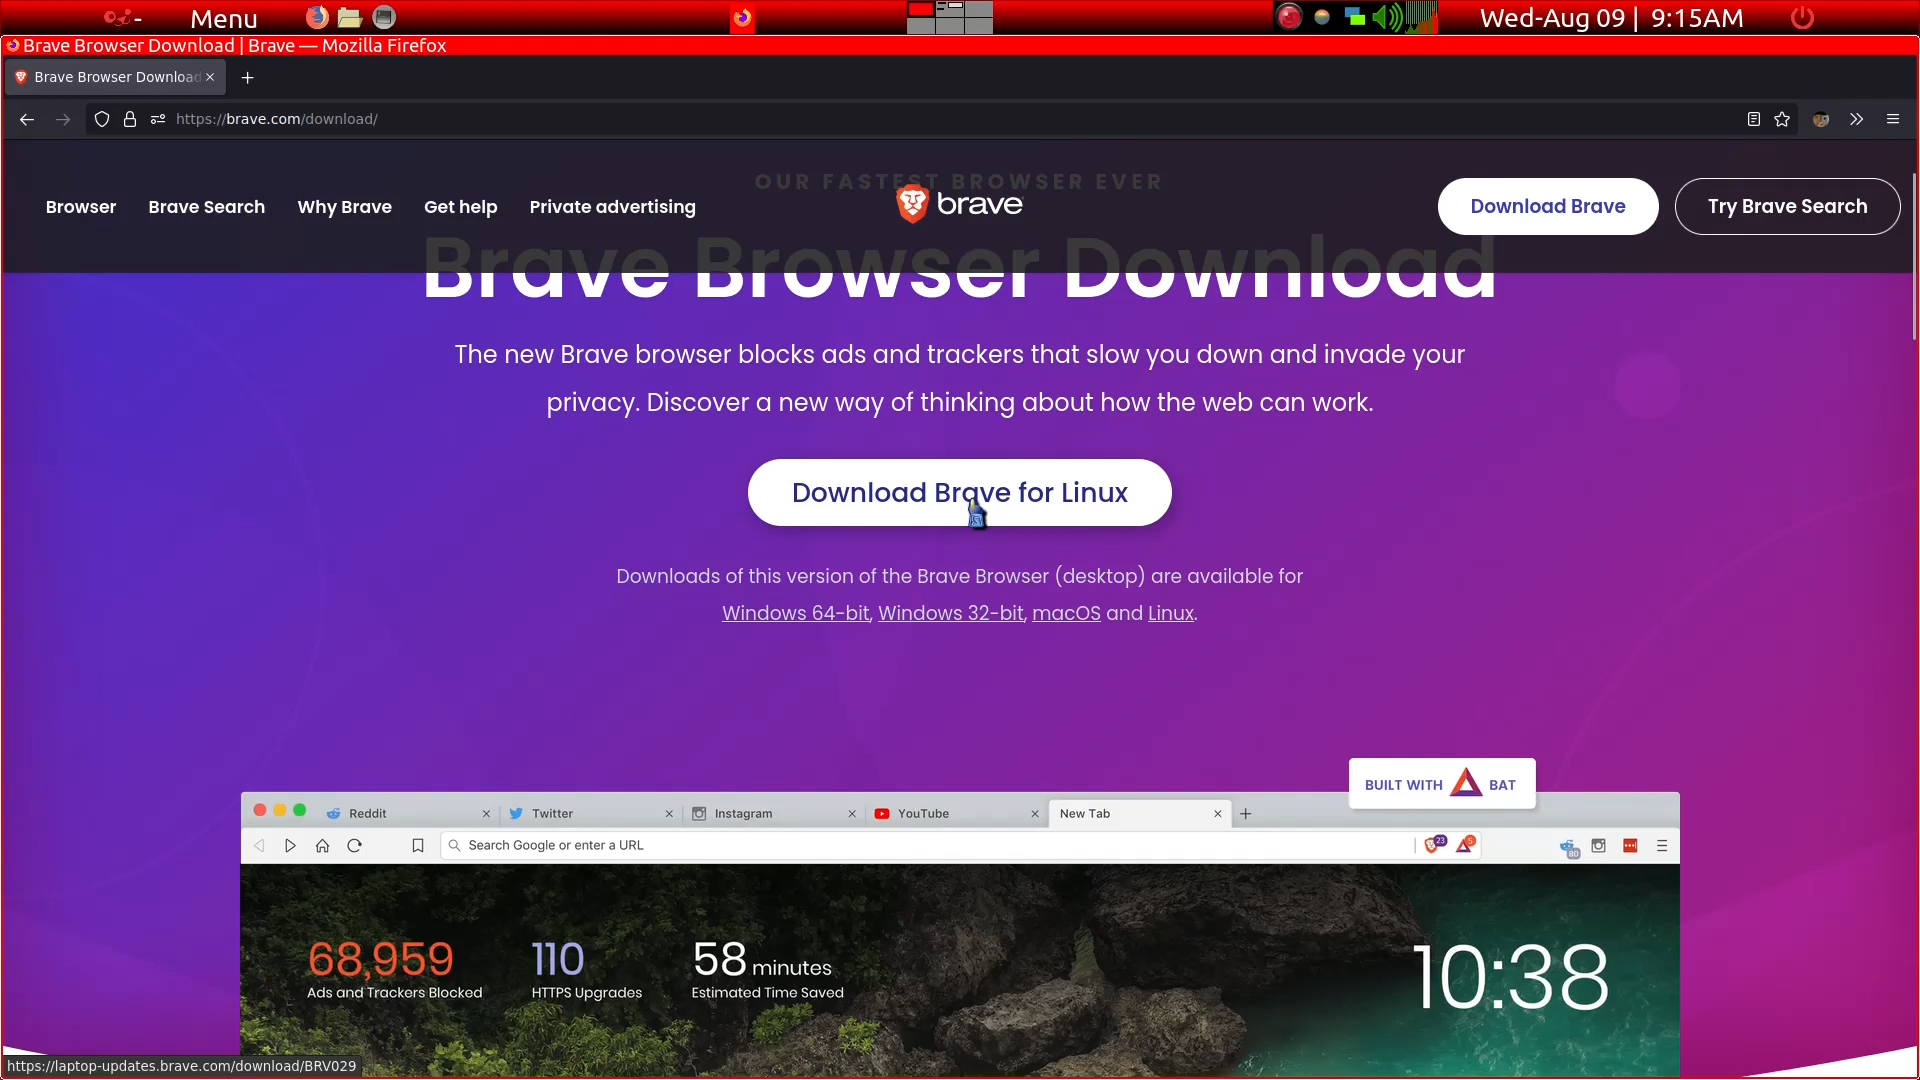 Menu
Wed-Aug 09 | 9:15AM
Brave Browser Download | Brave — Mozilla Firefox
Brave Browser Download
https://brave.com/download/
OUR FASTEST BROWSER EVER
Browser Brave Search Why Brave Get help Private advertising
brave
Download Brave
Try Brave Search
Brave Browser Download
The new Brave browser blocks ads and trackers that slow you down and invade your
privacy. Discover a new way of thinking about how the web can work.
Download Brave for Linux
Downloads of this version of the Brave Browser (desktop) are available for
Windows 64-bit, Windows 32-bit, macOS and Linux.
BUILT WITH BAT
Reddit Twitter Instagram YouTube New Tab
Search Google or enter a URL
23
5
80
68,959 110 58 minutes
Ads and Trackers Blocked HTTPS Upgrades Estimated Time Saved
10:38
https://laptop-updates.brave.com/download/BRV029